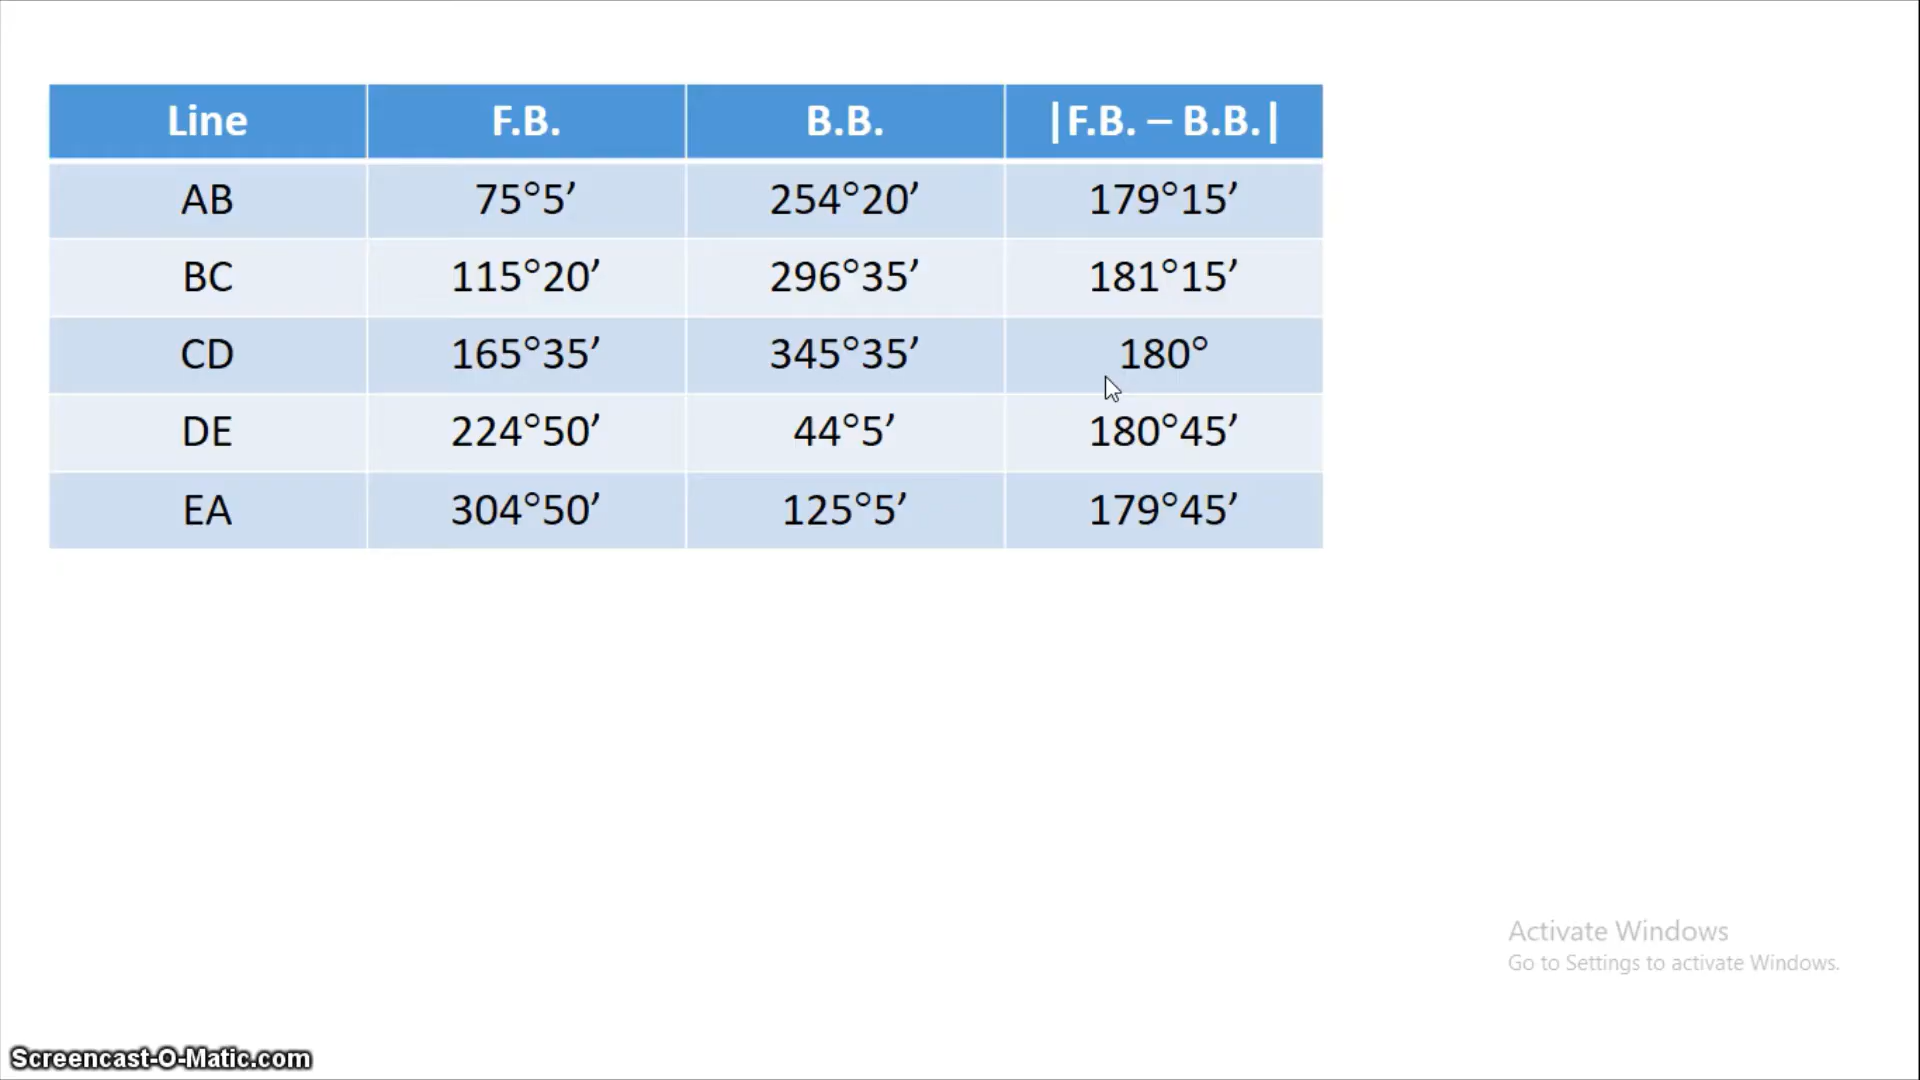 Line F.B. B.B. |F.B. – B.B.|
AB 75°5’ 254°20’ 179°15’
BC 115°20’ 296°35’ 181°15’
CD 165°35’ 345°35’ 180°
DE 224°50’ 44°5’ 180°45’
EA 304°50’ 125°5’ 179°45’
Activate Windows
Go to Settings to activate Windows.
Screencast-O-Matic.com